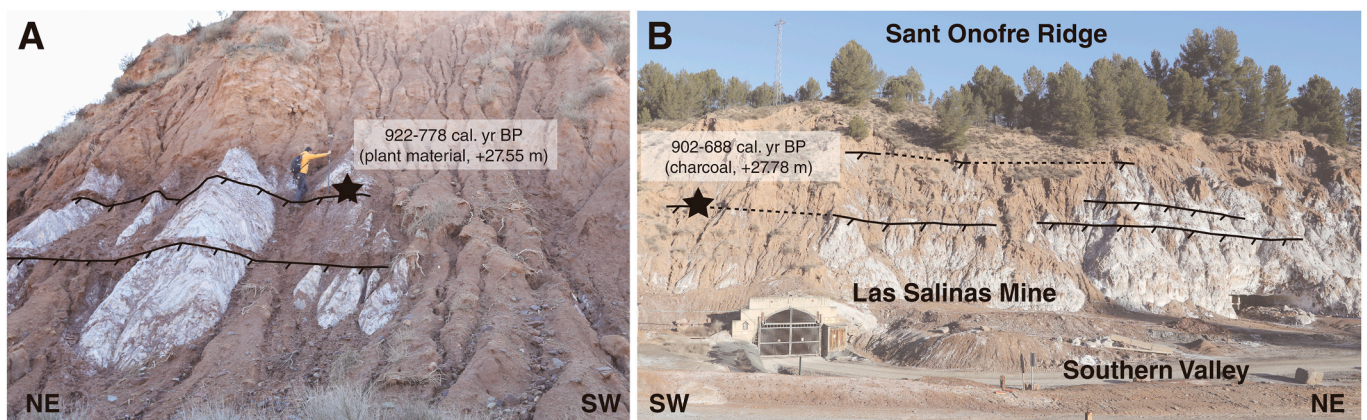 A
922-778 cal. yr BP
(plant material, +27.55 m)
NE
SW
B
Sant Onofre Ridge
902-688 cal. yr BP
(charcoal, +27.78 m)
Las Salinas Mine
Southern Valley
SW
NE